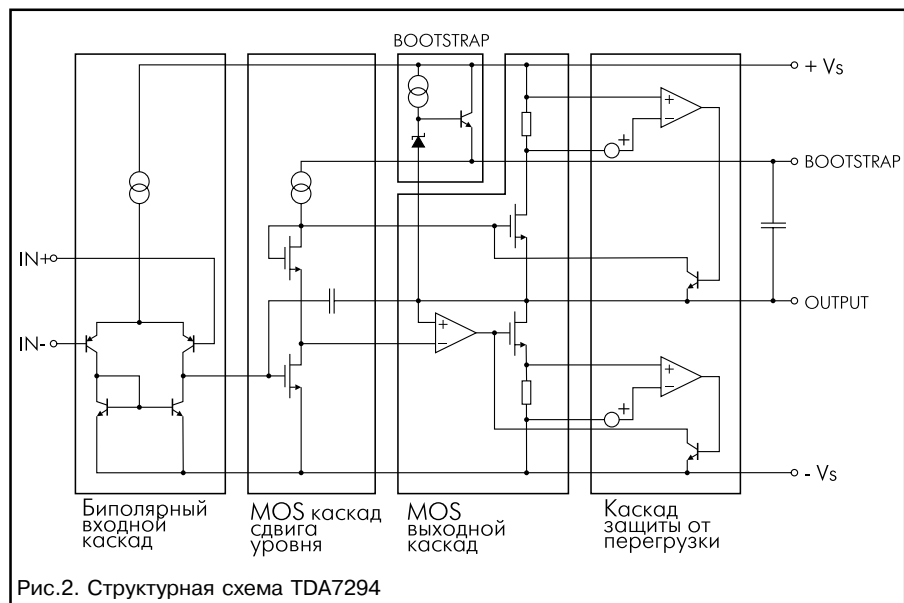 BOOTSTRAP
+ Vs
BOOTSTRAP
IN+
IN-
OUTPUT
- Vs
Биполярный
входной
каскад
MOS каскад
сдвига
уровня
MOS
выходной
каскад
Каскад
защиты от
перегрузки
Рис.2. Структурная схема TDA7294